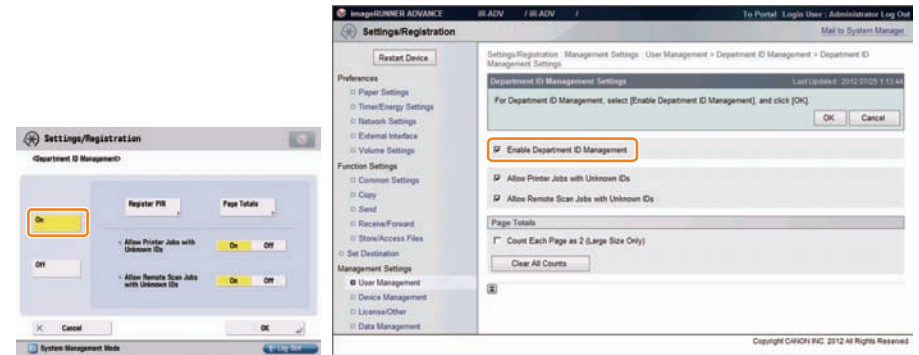 Settings/Registration
<Department ID Management>
On
Off
Register PIN
Page Totals
Allow Printer Jobs with
Unknown IDs
On
Off
Allow Remote Scan Jobs
with Unknown IDs
On
Off
Cancel
OK
System Management Mode
Log Out
imageRUNNER ADVANCE
iR-ADV / iR-ADV /
To Portal Login User : Administrator Log Out
Settings/Registration
Mail to System Manager
Restart Device
Preferences
Paper Settings
Timer/Energy Settings
Network Settings
External Interface
Volume Settings
Function Settings
Common Settings
Copy
Send
Receive/Forward
Store/Access Files
Set Destination
Management Settings
User Management
Device Management
License/Other
Data Management
Settings/Registration : Management Settings : User Management > Department ID Management > Department ID
Management Settings
Department ID Management Settings
Last Updated : 2012 07/25 1:13:44
For Department ID Management, select [Enable Department ID Management], and click [OK].
OK
Cancel
Enable Department ID Management
Allow Printer Jobs with Unknown IDs
Allow Remote Scan Jobs with Unknown IDs
Page Totals
Count Each Page as 2 (Large Size Only)
Clear All Counts
Copyright CANON INC. 2012 All Rights Reserved